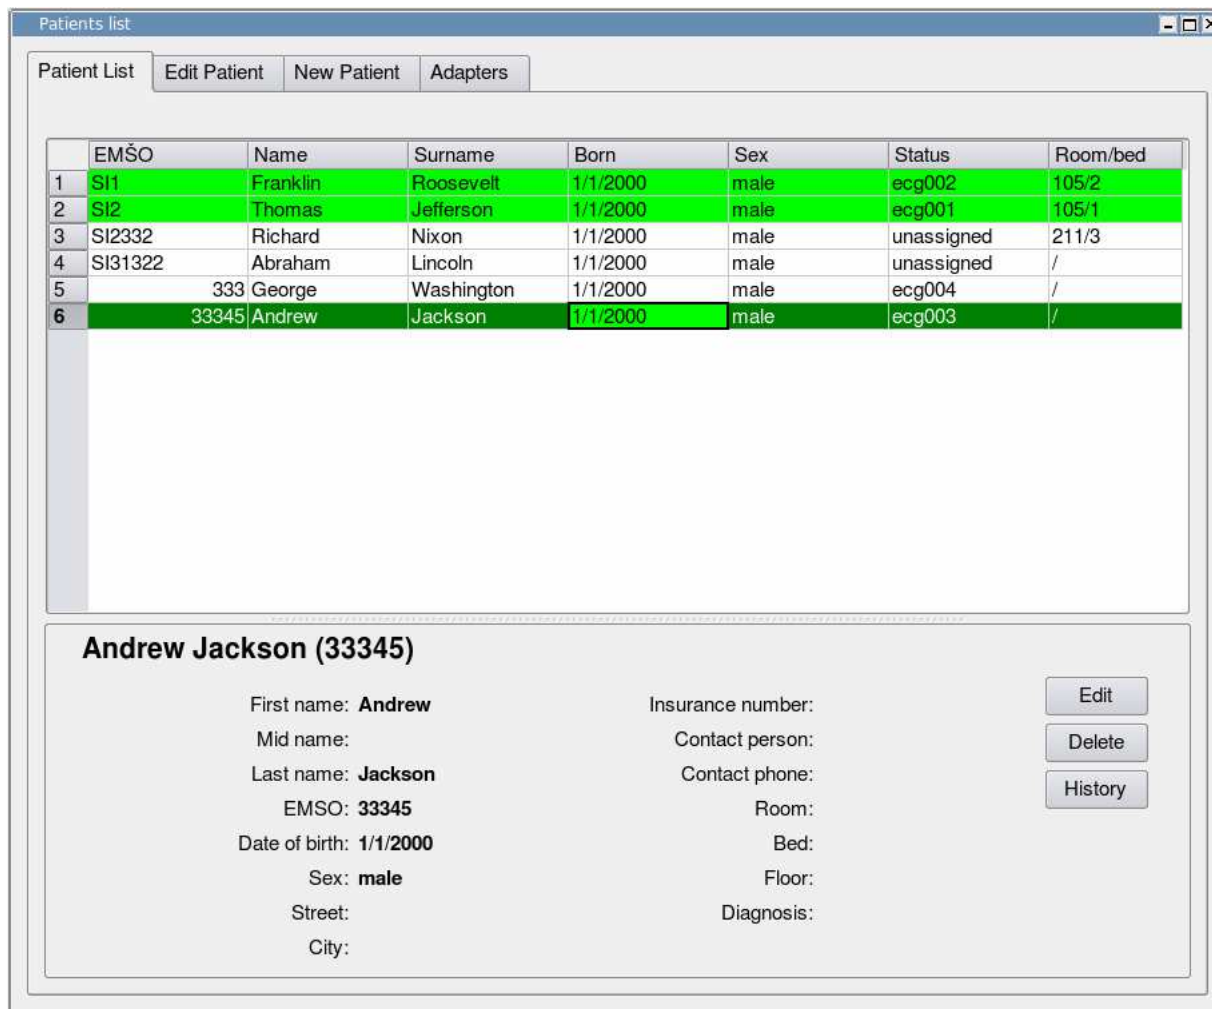 Patients list
Patient List Edit Patient New Patient Adapters
EMŠO Name Surname Born Sex Status Room/bed
1 SI1 Franklin Roosevelt 1/1/2000 male ecg002 105/2
2 SI2 Thomas Jefferson 1/1/2000 male ecg001 105/1
3 SI2332 Richard Nixon 1/1/2000 male unassigned 211/3
4 SI31322 Abraham Lincoln 1/1/2000 male unassigned /
5 333 George Washington 1/1/2000 male ecg004 /
6 33345 Andrew Jackson 1/1/2000 male ecg003 /
Andrew Jackson (33345)
First name: Andrew Insurance number: Edit
Mid name: Contact person: Delete
Last name: Jackson Contact phone: History
EMSO: 33345 Room:
Date of birth: 1/1/2000 Bed:
Sex: male Floor:
Street: Diagnosis:
City: